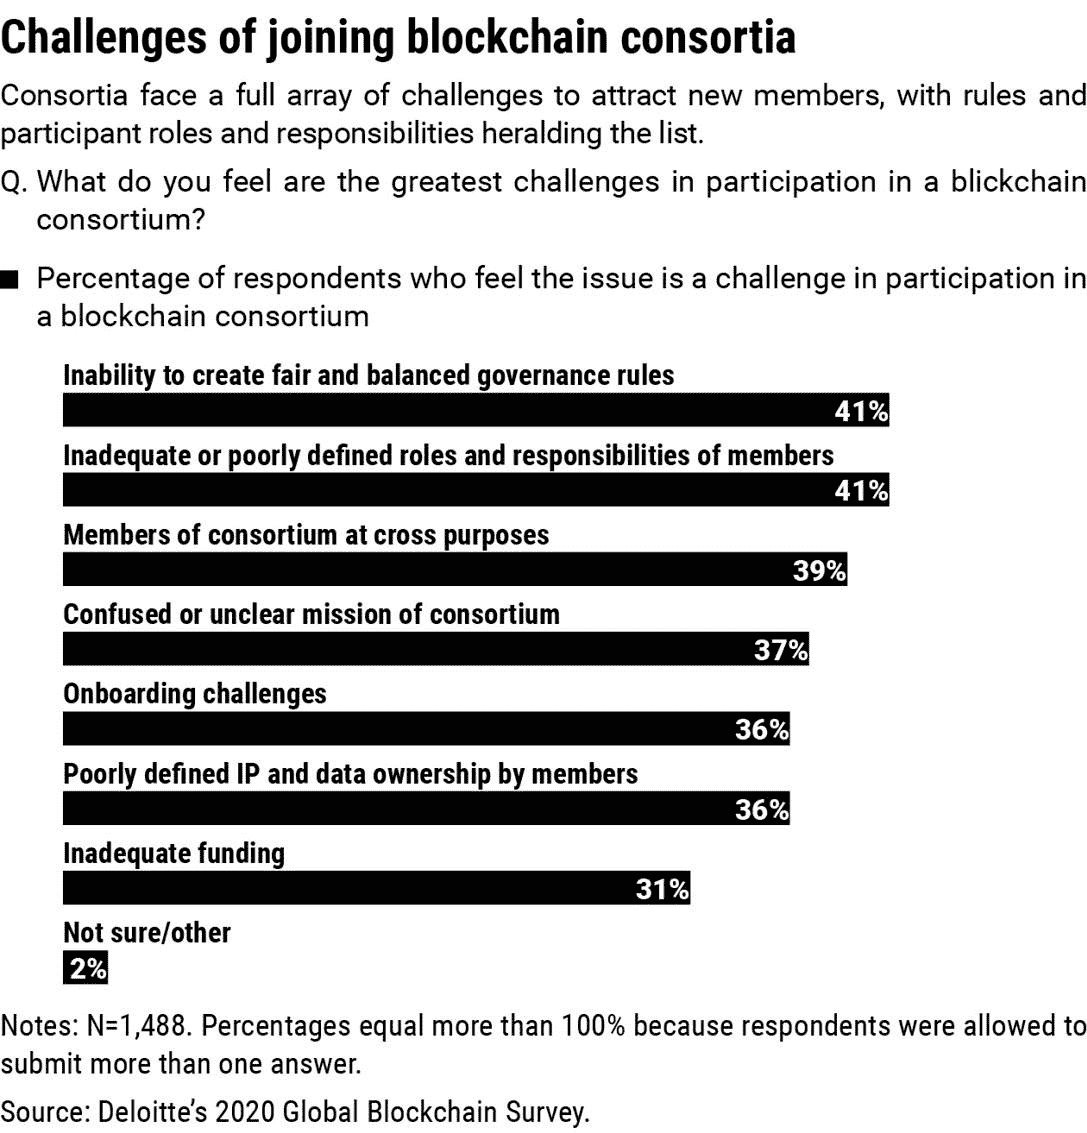 Challenges of joining blockchain consortia
Consortia face a full array of challenges to attract new members, with rules and
participant roles and responsibilities heralding the list.
Q. What do you feel are the greatest challenges in participation in a blickchain
consortium?
Percentage of respondents who feel the issue is a challenge in participation in
a blockchain consortium
Inability to create fair and balanced governance rules
41%
Inadequate or poorly defined roles and responsibilities of members
41%
Members of consortium at cross purposes
39%
Confused or unclear mission of consortium
37%
Onboarding challenges
36%
Poorly defined IP and data ownership by members
36%
Inadequate funding
31%
Not sure/other
2%
Notes: N=1,488. Percentages equal more than 100% because respondents were allowed to
submit more than one answer.
Source: Deloitte’s 2020 Global Blockchain Survey.